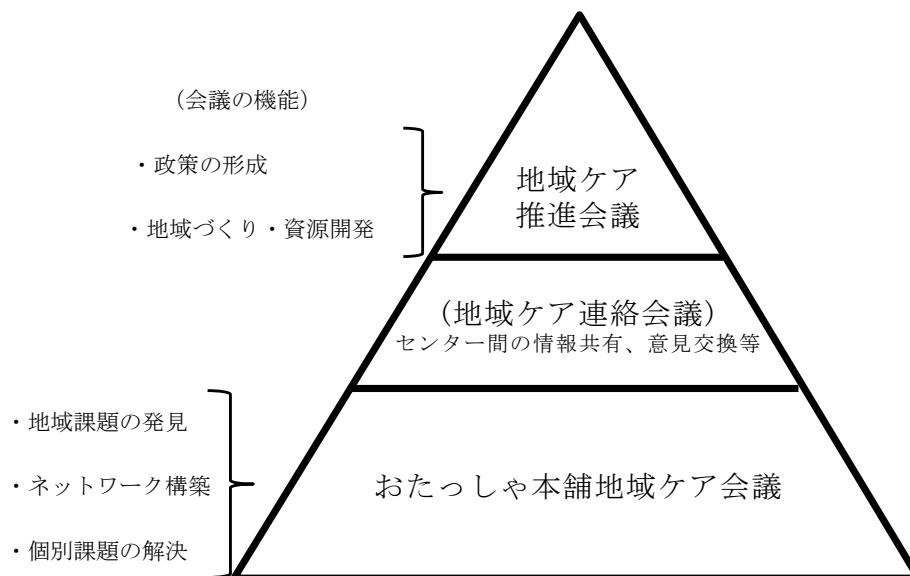 （会議の機能）
・政策の形成
・地域づくり・資源開発
地域ケア
推進会議
（地域ケア連絡会議）
センター間の情報共有、意見交換等
・地域課題の発見
・ネットワーク構築
・個別課題の解決
おたっしゃ本舗地域ケア会議